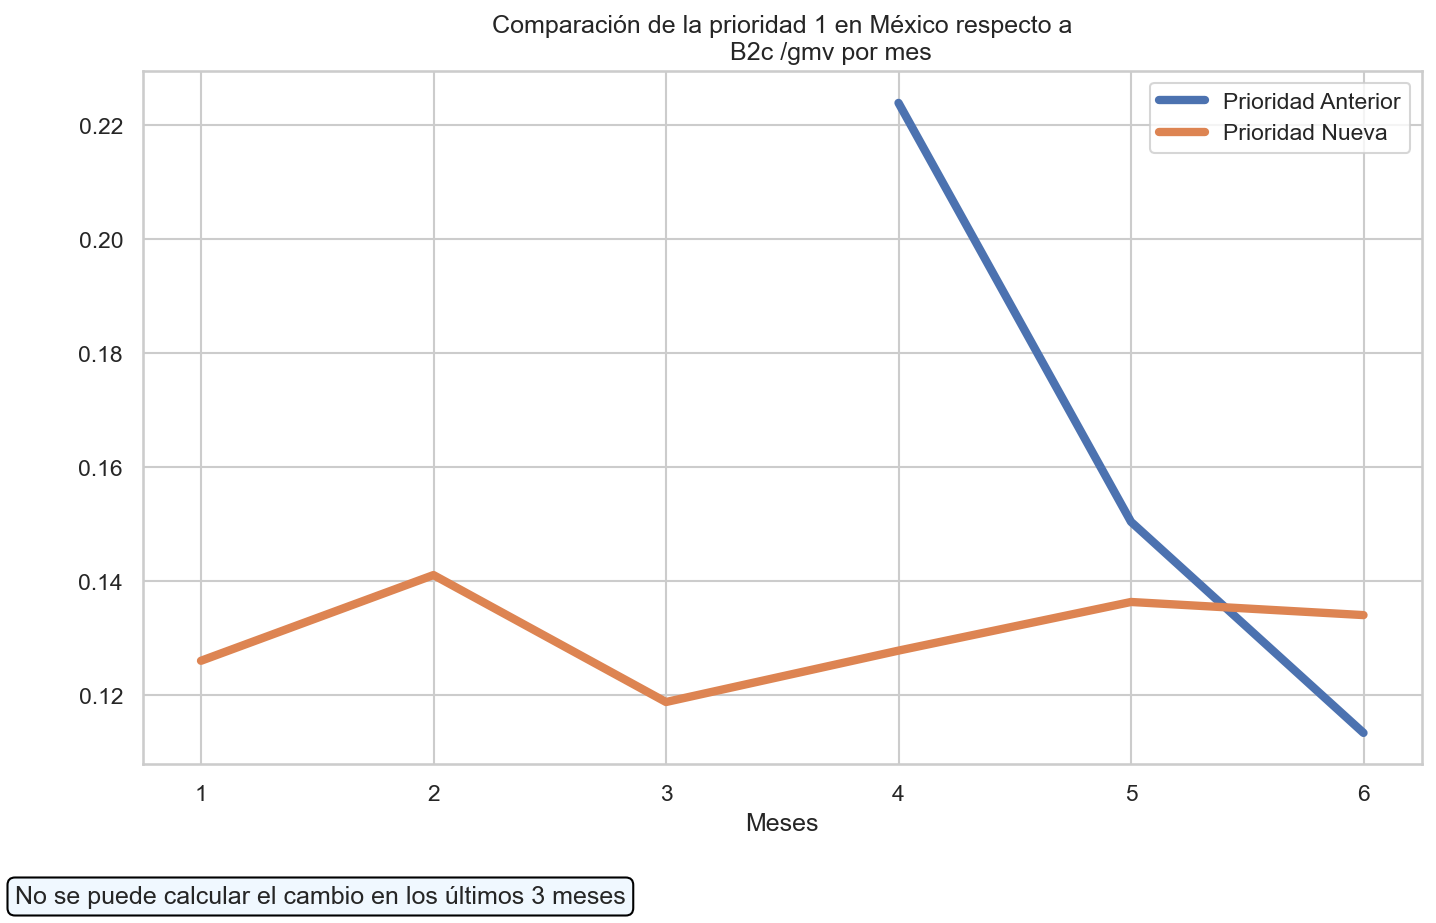 Comparación de la prioridad 1 en México respecto a
B2c /gmv por mes
Prioridad Anterior
Prioridad Nueva
0.22
0.20
0.18
0.16
0.14
0.12
1 2 3 4 5 6
Meses
No se puede calcular el cambio en los últimos 3 meses